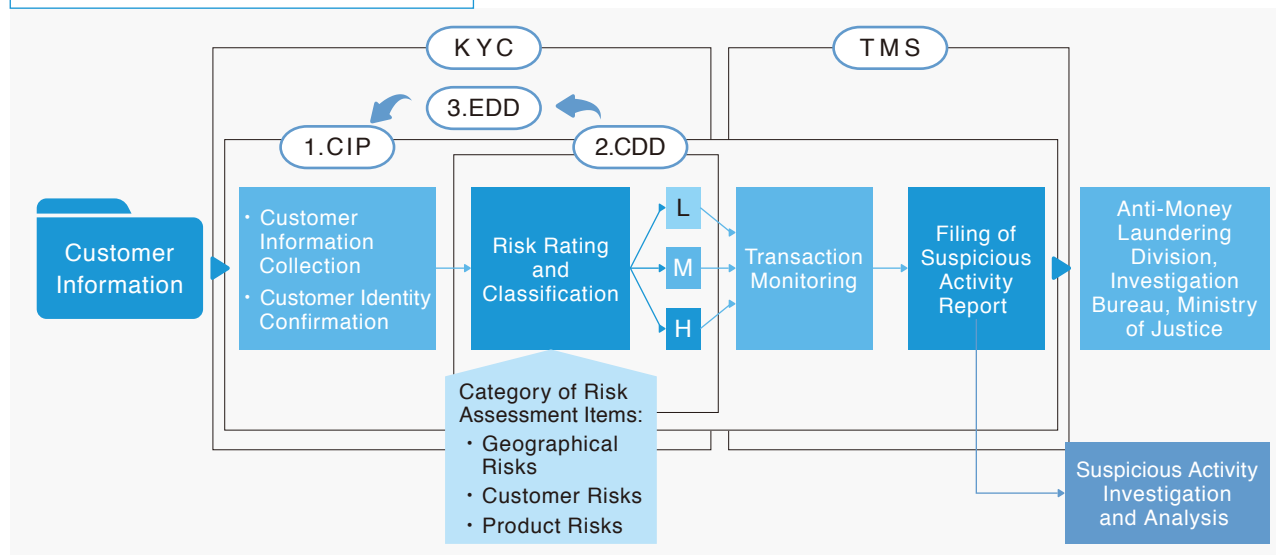 KYC
TMS
3.EDD
1.CIP
2.CDD
Customer
Information
・Customer
Information
Collection
・Customer Identity
Confirmation
Risk Rating
and
Classification
L
M
H
Transaction
Monitoring
Filing of
Suspicious
Activity
Report
Anti-Money
Laundering
Division,
Investigation
Bureau, Ministry
of Justice
Category of Risk
Assessment Items:
・Geographical
Risks
・Customer Risks
・Product Risks
Suspicious Activity
Investigation
and Analysis